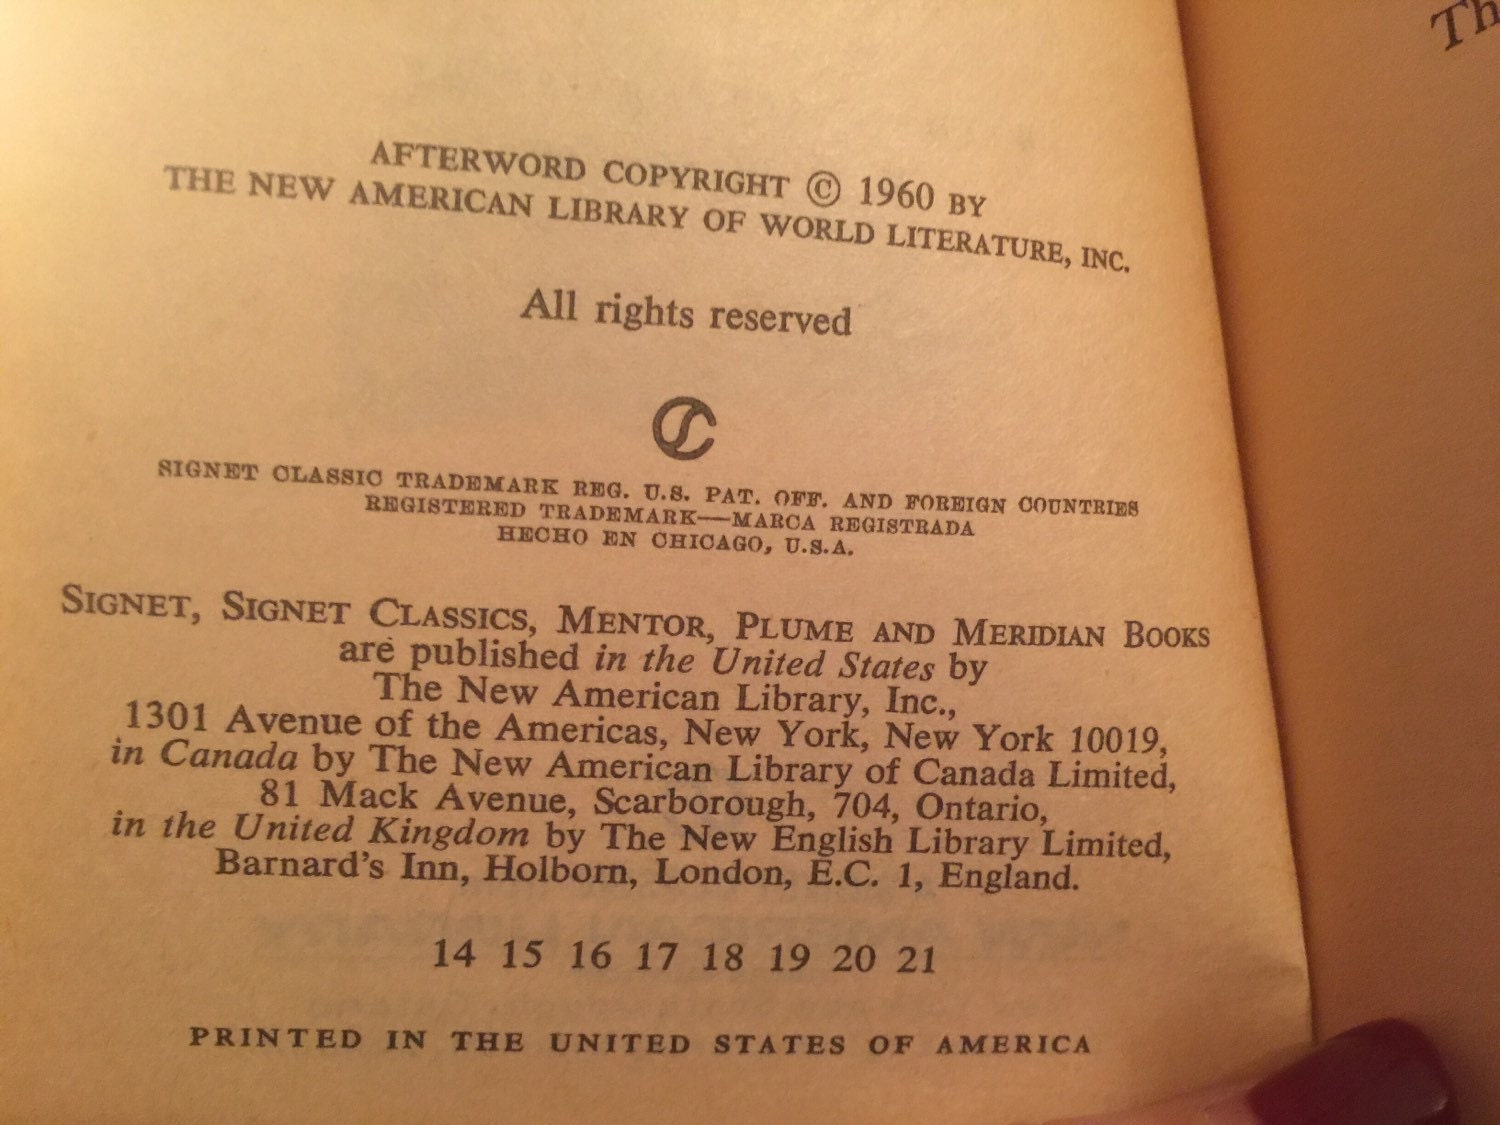 Th
AFTERWORD COPYRIGHT © 1960 BY
THE NEW AMERICAN LIBRARY OF WORLD LITERATURE, INC.
All rights reserved
SIGNET CLASSIC TRADEMARK REG. U.S. PAT. OFF. AND FOREIGN COUNTRIES
REGISTERED TRADEMARK—MARCA REGISTRADA
HECHO EN CHICAGO, U.S.A.
SIGNET, SIGNET CLASSICS, MENTOR, PLUME AND MERIDIAN BOOKS
are published in the United States by
The New American Library, Inc.,
1301 Avenue of the Americas, New York, New York 10019,
in Canada by The New American Library of Canada Limited,
81 Mack Avenue, Scarborough, 704, Ontario,
in the United Kingdom by The New English Library Limited,
Barnard's Inn, Holborn, London, E.C. 1, England.
14 15 16 17 18 19 20 21
PRINTED IN THE UNITED STATES OF AMERICA